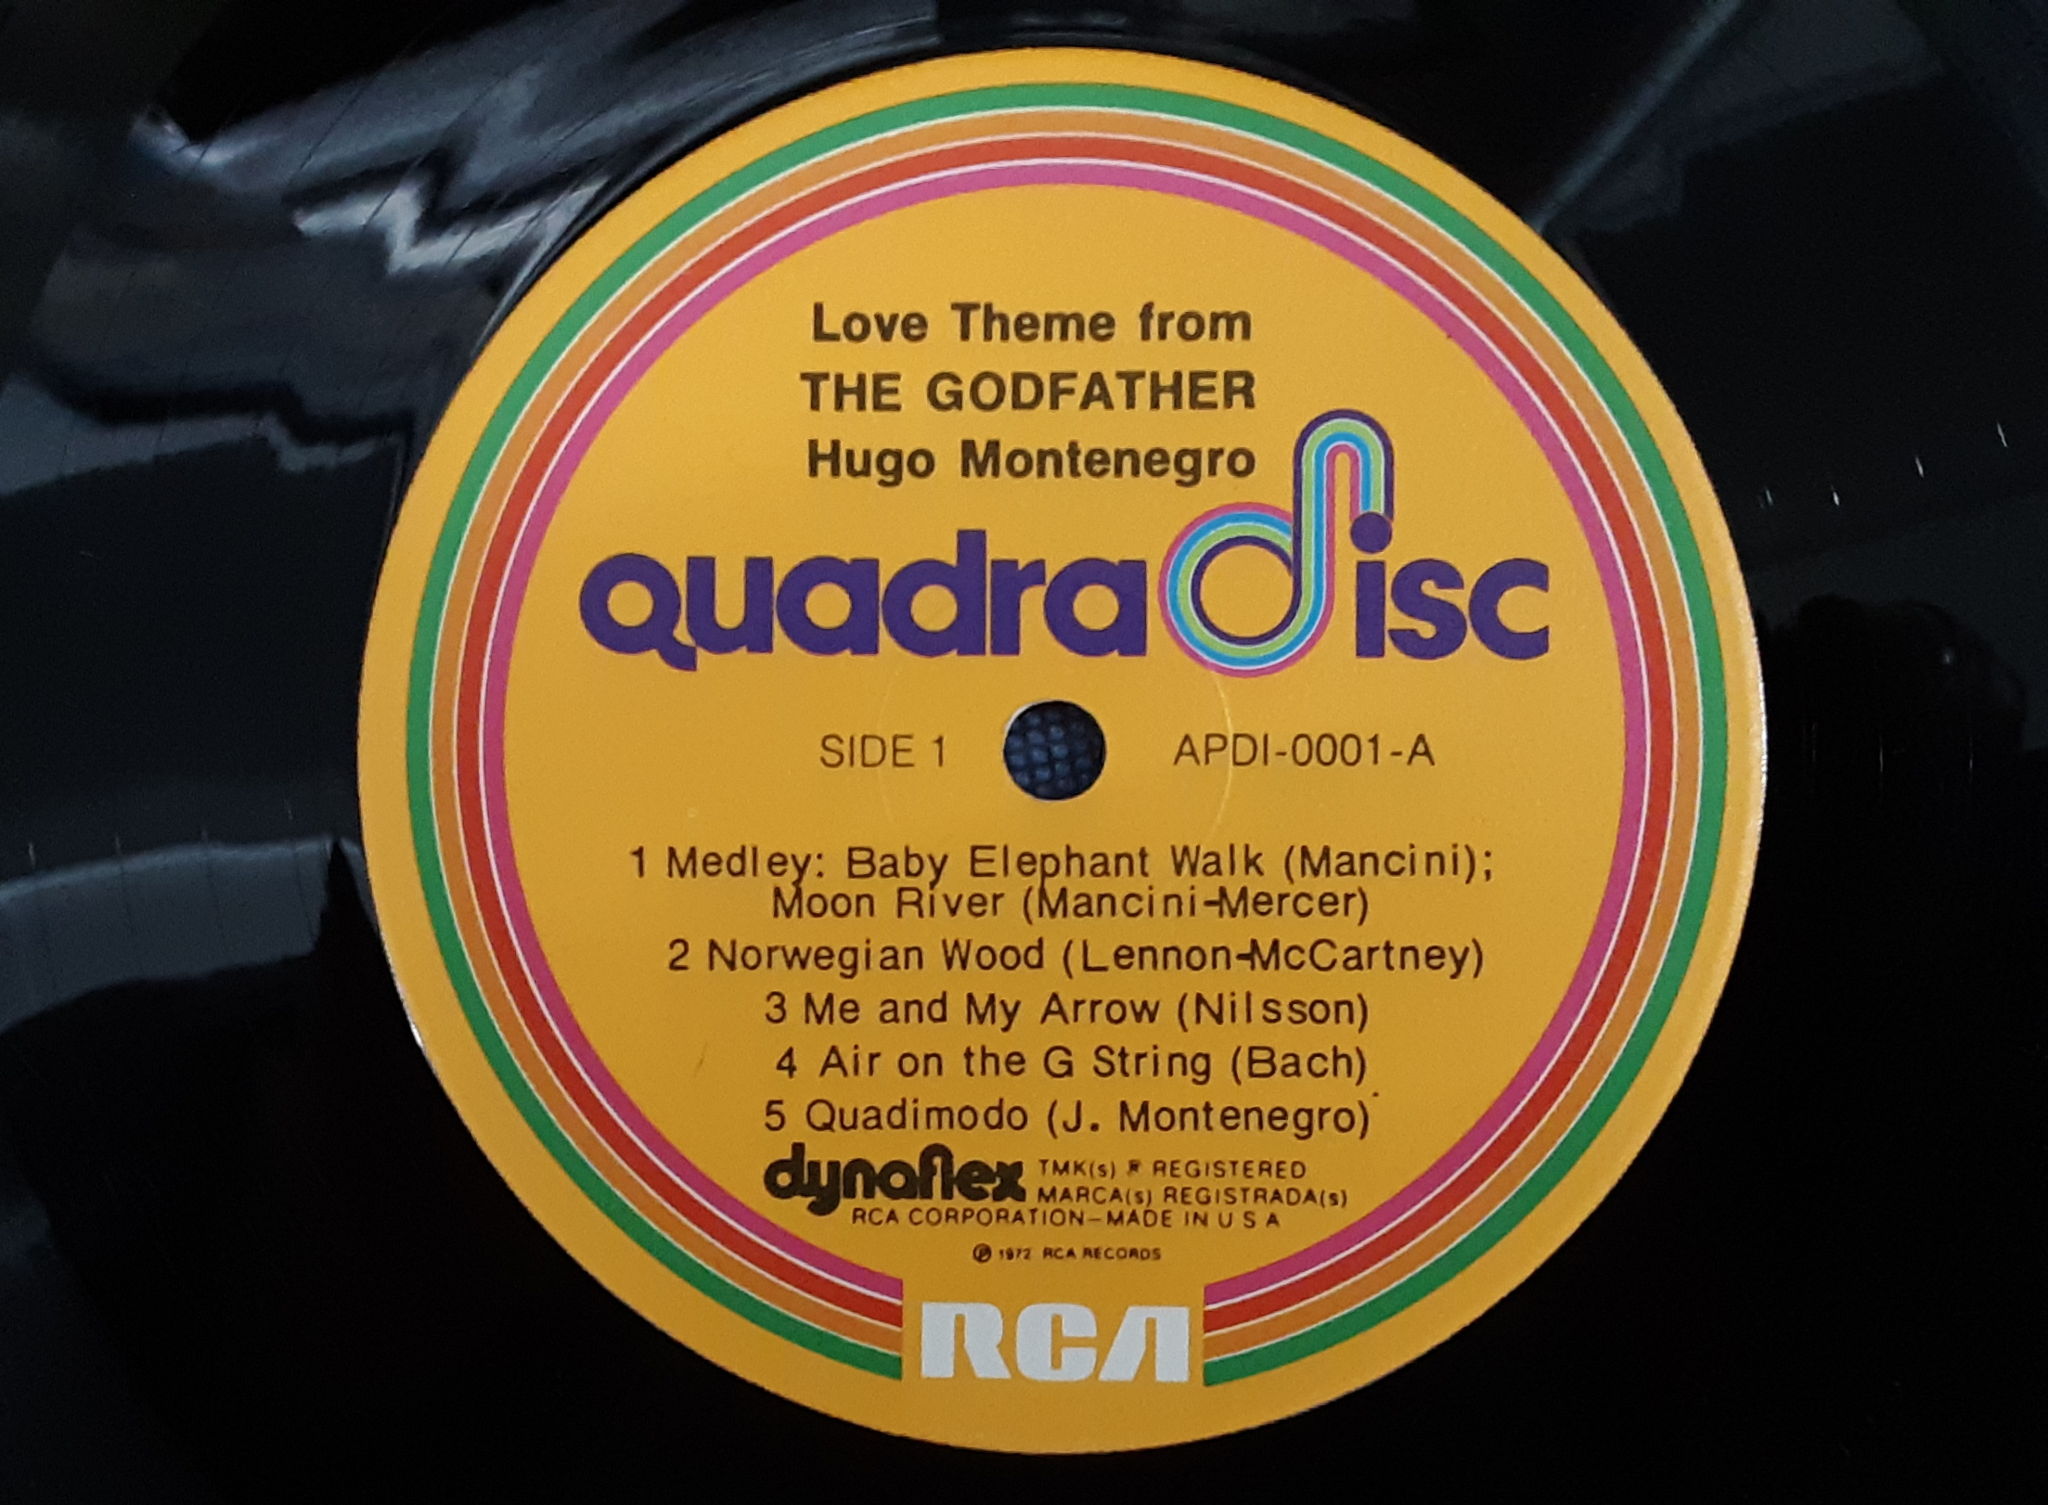 Love Theme from
THE GODFATHER
Hugo Montenegro
quadradisc
SIDE 1 APDI-0001-A
1 Medley: Baby Elephant Walk (Mancini);
Moon River (Mancini-Mercer)
2 Norwegian Wood (Lennon-McCartney)
3 Me and My Arrow (Nilsson)
4 Air on the G String (Bach)
5 Quadimodo (J. Montenegro)
dynaflex TMK(s) ® REGISTERED
MARCA(s) REGISTRADA(s)
RCA CORPORATION-MADE IN U S A
℗ 1972 RCA RECORDS
RCA